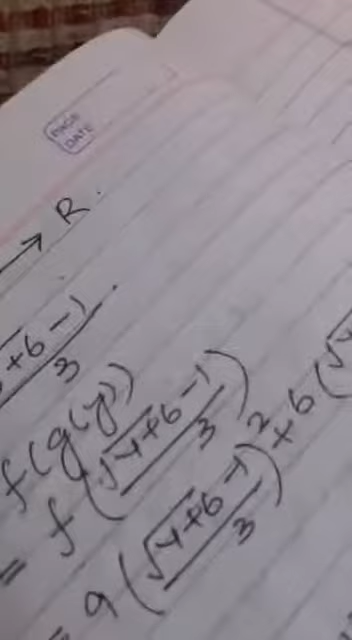 PAGE
DATE
→ R.
+6 -1)/3
f(g(y))
= f((√y+6 -1)/3)
= 9((√y+6 -1)/3)² + 6(√y